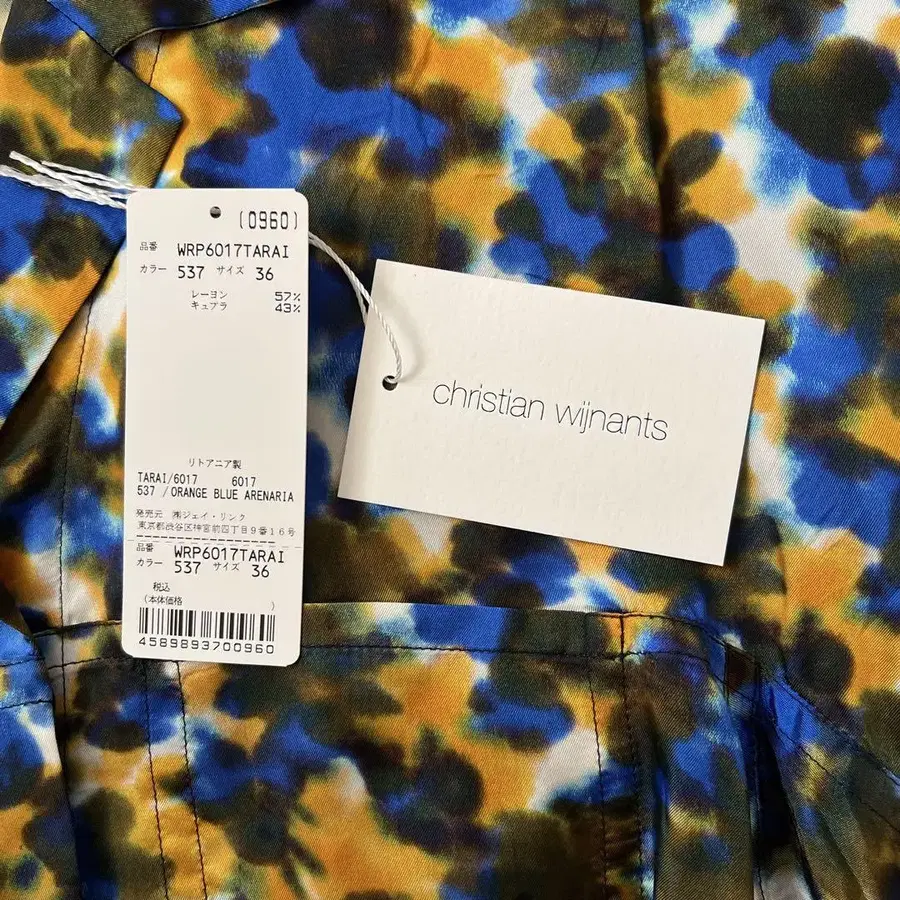 (0960)
品番 WRP6017TARAI
カラー 537 サイズ 36
レーヨン 57%
キュプラ 43%
リトアニア製
TARAI/6017 6017
537 /ORANGE BLUE ARENARIA
発売元 ㈱ジェイ・リンク
東京都渋谷区神宮前四丁目9番16号
品番 WRP6017TARAI
カラー 537 サイズ 36
税込
(本体価格 )
4589893700960
christian wijnants